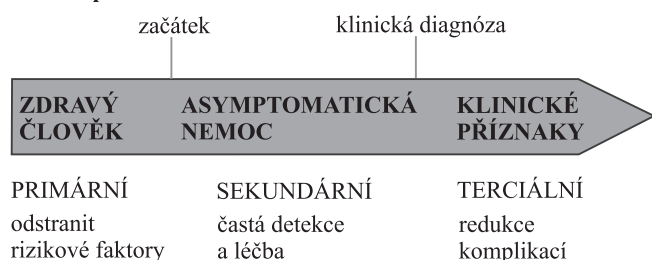 začátek
klinická diagnóza
ZDRAVÝ
ČLOVĚK
ASYMPTOMATICKÁ
NEMOC
KLINICKÉ
PŘÍZNAKY
PRIMÁRNÍ
odstranit
rizikové faktory
SEKUNDÁRNÍ
častá detekce
a léčba
TERCIÁLNÍ
redukce
komplikací